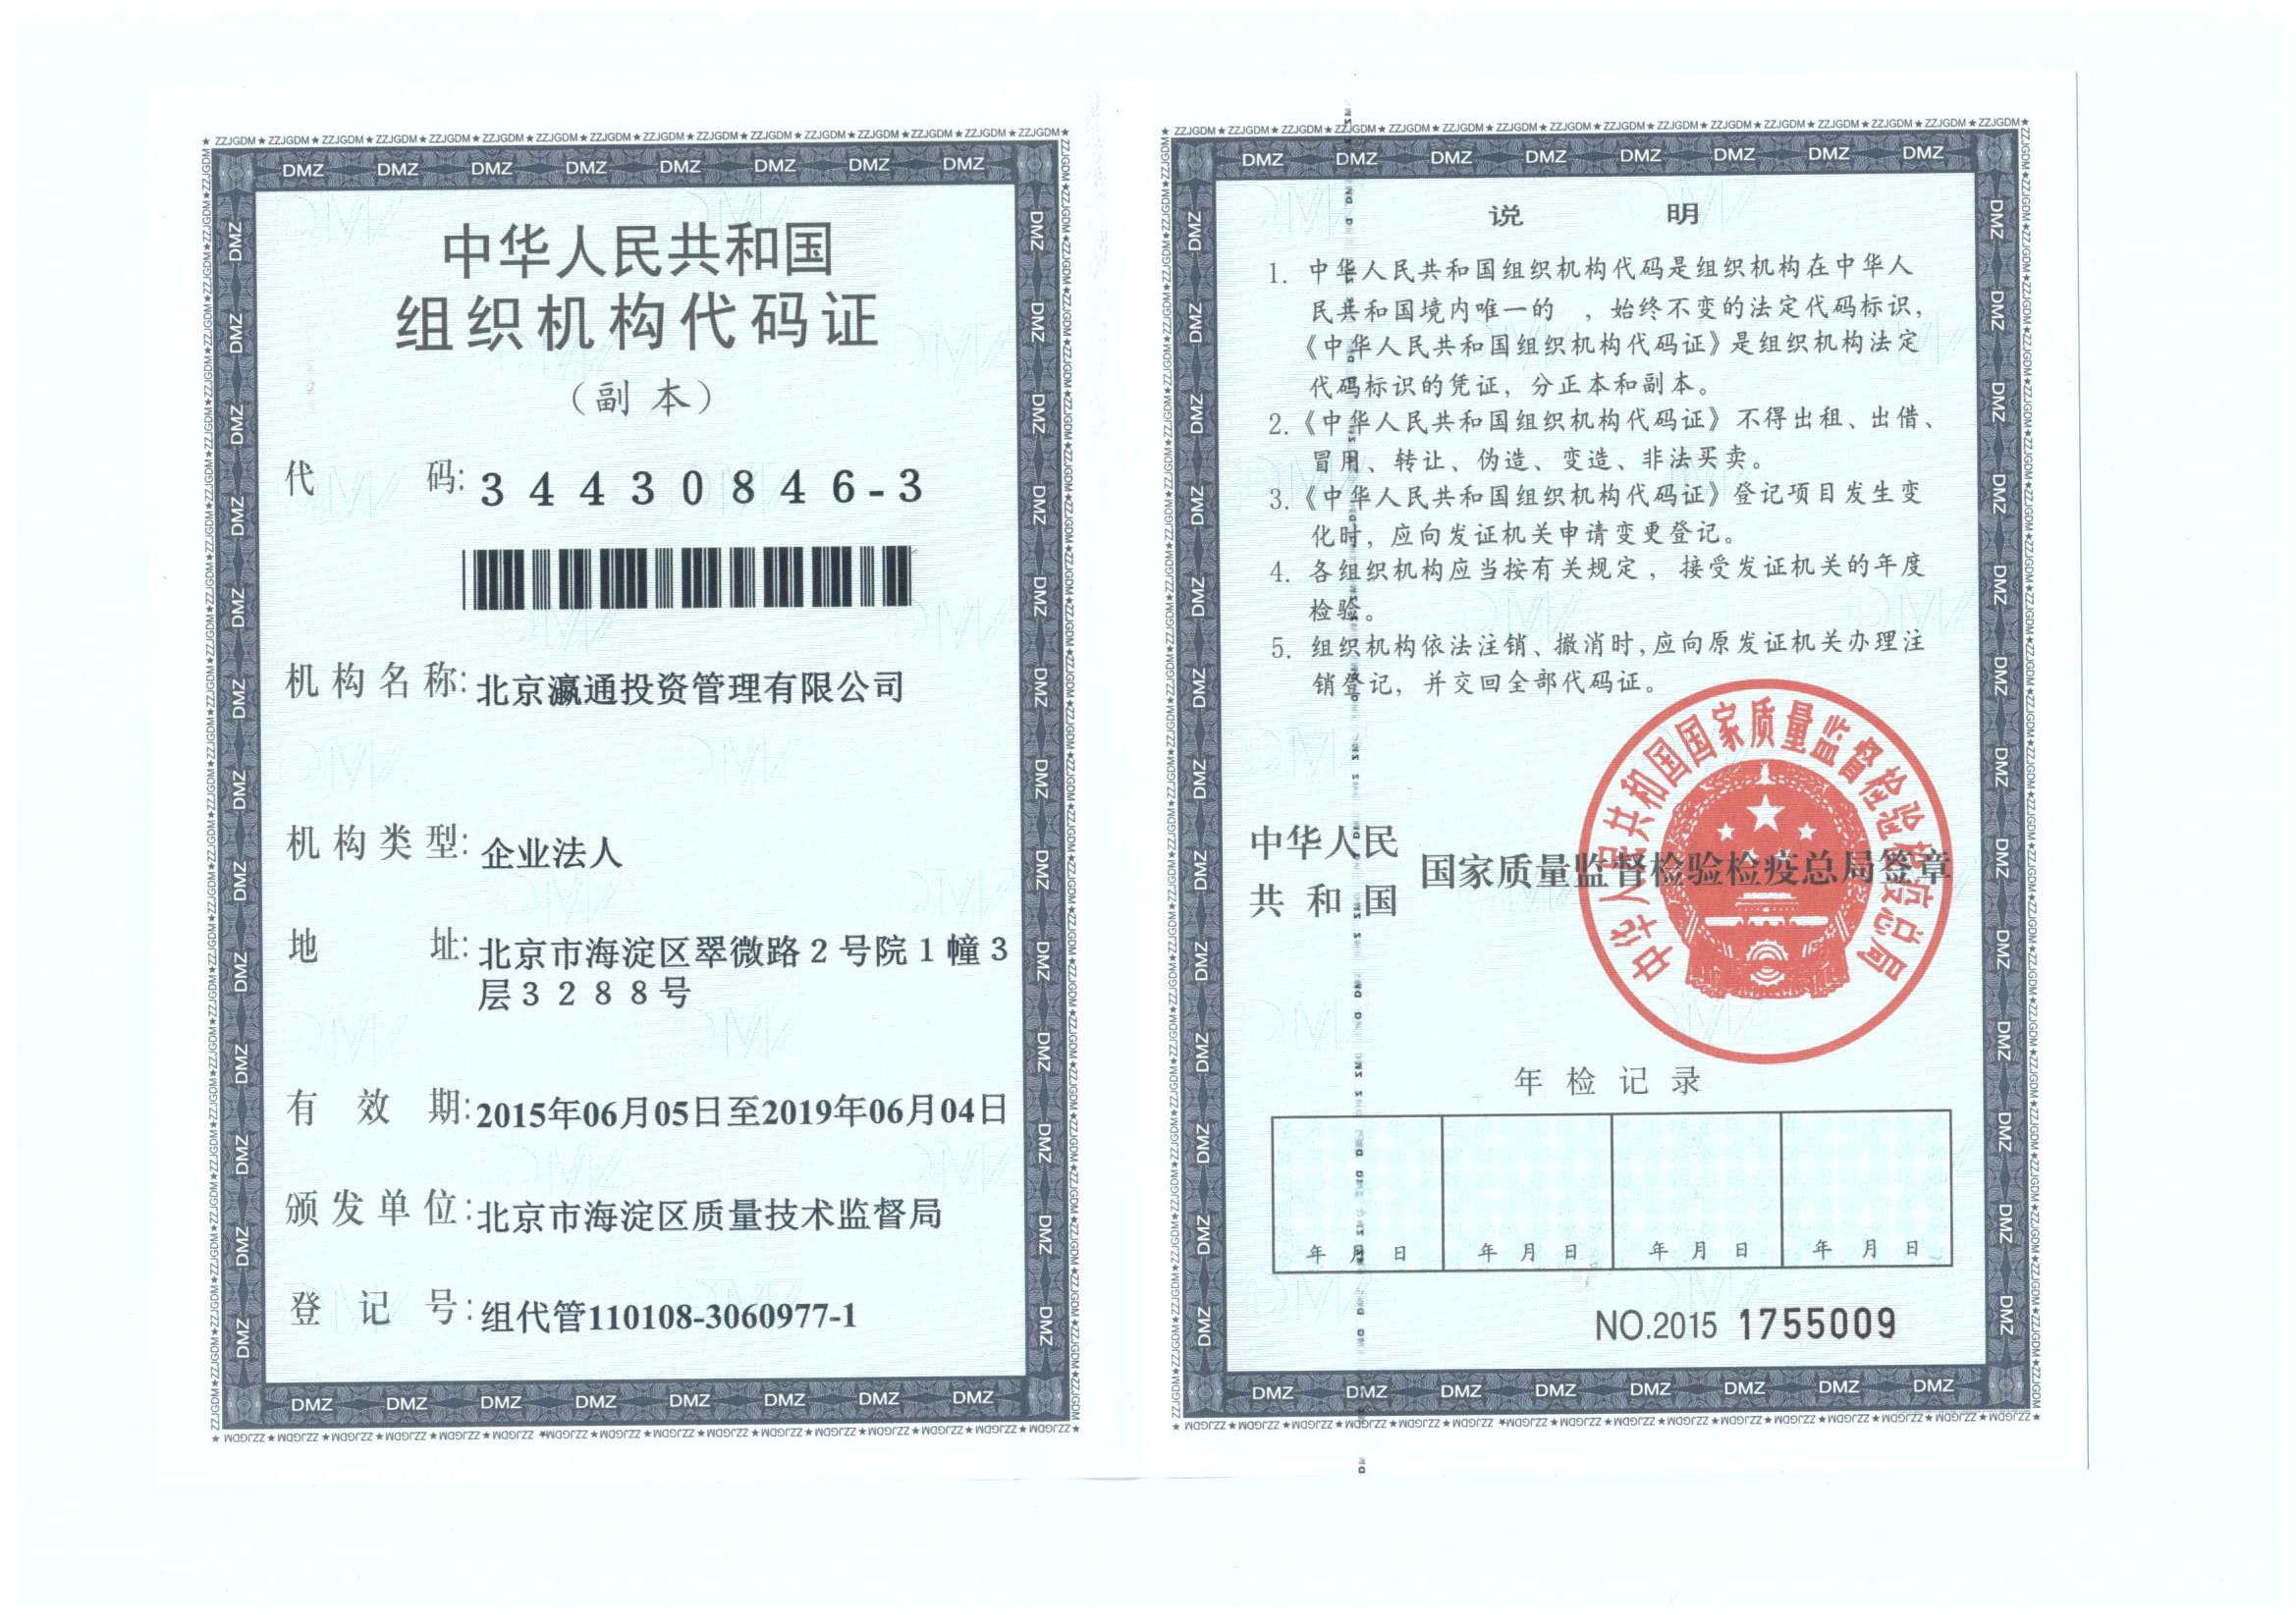 中华人民共和国
组织机构代码证
（副 本）
代 码: 34430846-3
机构名称: 北京瀛通投资管理有限公司
机构类型: 企业法人
地 址: 北京市海淀区翠微路2号院1幢3
层3288号
有 效 期: 2015年06月05日至2019年06月04日
颁发单位: 北京市海淀区质量技术监督局
登 记 号: 组代管110108-3060977-1
说 明
1. 中华人民共和国组织机构代码是组织机构在中华人
民共和国境内唯一的 ，始终不变的法定代码标识，
《中华人民共和国组织机构代码证》是组织机构法定
代码标识的凭证，分正本和副本。
2.《中华人民共和国组织机构代码证》不得出租、出借、
冒用、转让、伪造、变造、非法买卖。
3.《中华人民共和国组织机构代码证》登记项目发生变
化时，应向发证机关申请变更登记。
4. 各组织机构应当按有关规定，接受发证机关的年度
检验。
5. 组织机构依法注销、撤消时,应向原发证机关办理注
销登记，并交回全部代码证。
中华人民
共和国
国家质量监督检验检疫总局签章
中华人民共和国国家质量监督检验检疫总局
年检记录
年 月 日 年 月 日 年 月 日 年 月 日
NO.2015 1755009